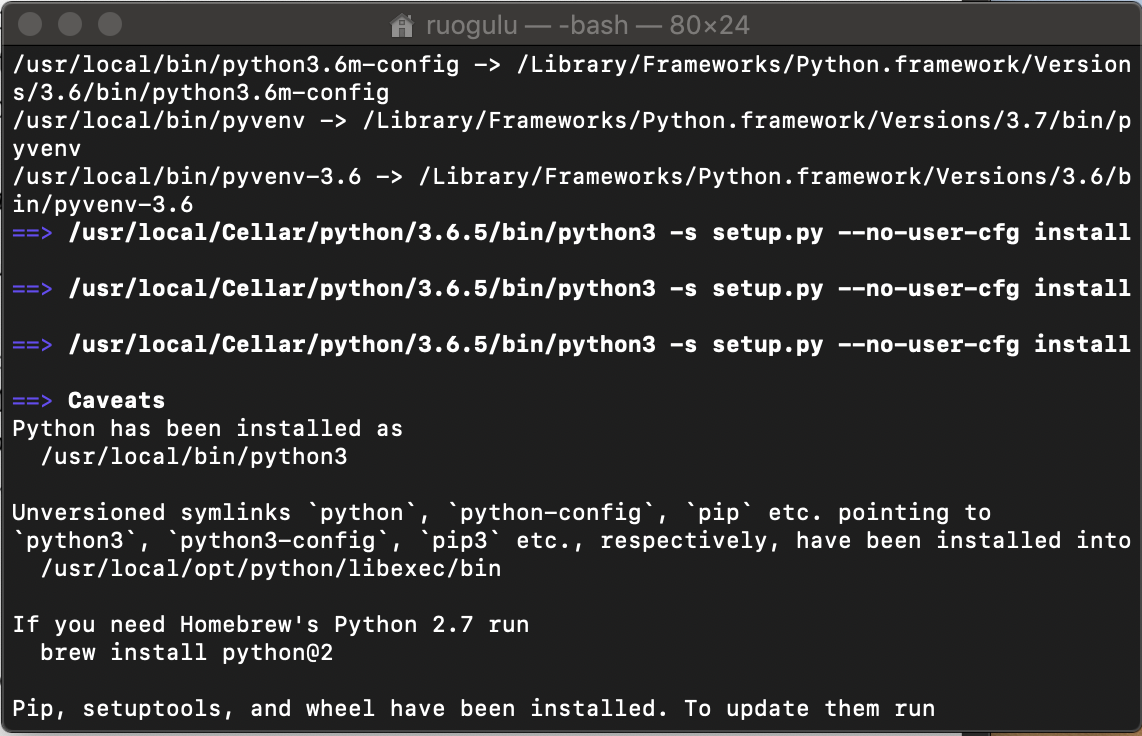 ruogulu — -bash — 80×24
/usr/local/bin/python3.6m-config -> /Library/Frameworks/Python.framework/Version
s/3.6/bin/python3.6m-config
/usr/local/bin/pyvenv -> /Library/Frameworks/Python.framework/Versions/3.7/bin/p
yvenv
/usr/local/bin/pyvenv-3.6 -> /Library/Frameworks/Python.framework/Versions/3.6/b
in/pyvenv-3.6
==> /usr/local/Cellar/python/3.6.5/bin/python3 -s setup.py --no-user-cfg install
==> /usr/local/Cellar/python/3.6.5/bin/python3 -s setup.py --no-user-cfg install
==> /usr/local/Cellar/python/3.6.5/bin/python3 -s setup.py --no-user-cfg install
==> Caveats
Python has been installed as
  /usr/local/bin/python3
Unversioned symlinks `python`, `python-config`, `pip` etc. pointing to
`python3`, `python3-config`, `pip3` etc., respectively, have been installed into
  /usr/local/opt/python/libexec/bin
If you need Homebrew's Python 2.7 run
  brew install python@2
Pip, setuptools, and wheel have been installed. To update them run